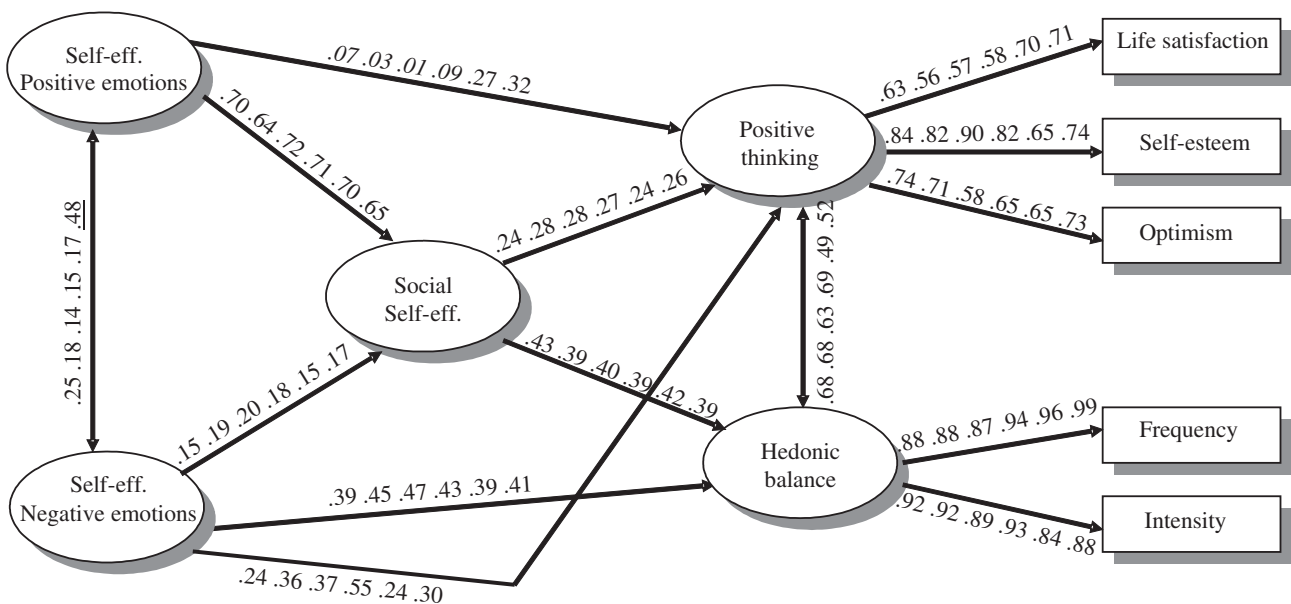 Self-eff.
Positive emotions
.07 .03 .01 .09 .27 .32
.70 .64 .72 .71 .70 .65
Positive
thinking
.63 .56 .57 .58 .70 .71
Life satisfaction
.84 .82 .90 .82 .65 .74
Self-esteem
.74 .71 .58 .65 .65 .73
Optimism
.25 .18 .14 .15 .17 .48
Social
Self-eff.
.24 .28 .28 .27 .24 .26
.68 .68 .63 .69 .49 .52
.43 .39 .40 .39 .42 .39
.15 .19 .20 .18 .15 .17
Self-eff.
Negative emotions
.39 .45 .47 .43 .39 .41
.24 .36 .37 .55 .24 .30
Hedonic
balance
.88 .88 .87 .94 .96 .99
Frequency
.92 .92 .89 .93 .84 .88
Intensity